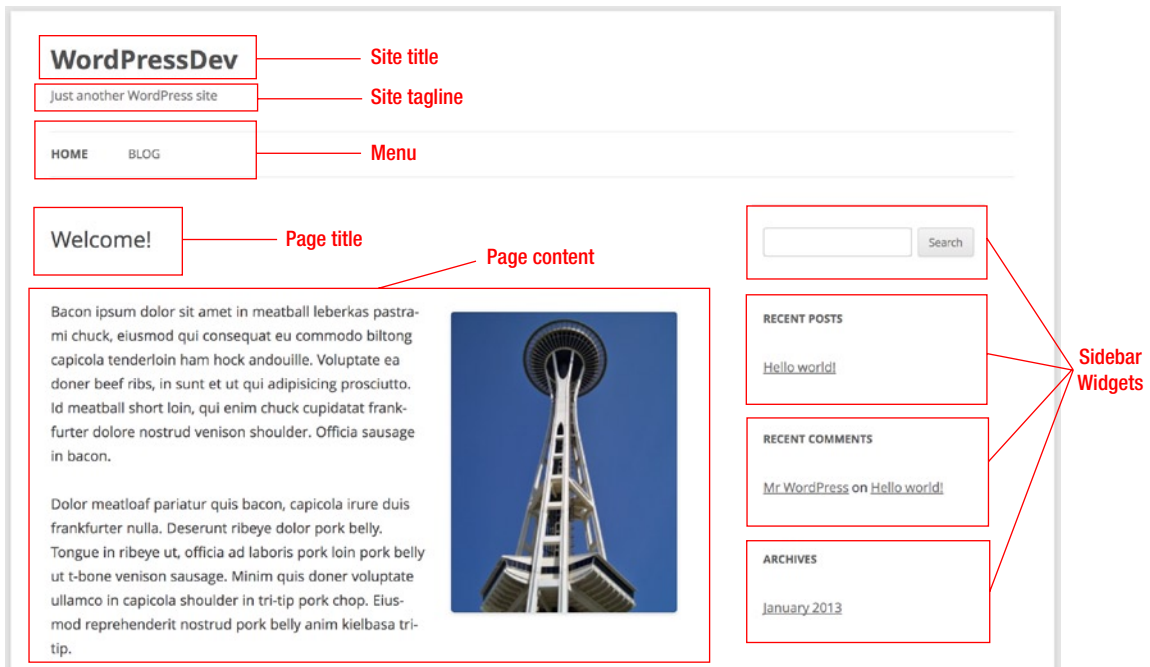 WordPressDev
Site title
Just another WordPress site
Site tagline
HOME BLOG
Menu
Welcome!
Page title
Page content
Bacon ipsum dolor sit amet in meatball leberkas pastra-
mi chuck, eiusmod qui consequat eu commodo biltong
capicola tenderloin ham hock andouille. Voluptate ea
doner beef ribs, in sunt et ut qui adipisicing prosciutto.
Id meatball short loin, qui enim chuck cupidatat frank-
furter dolore nostrud venison shoulder. Officia sausage
in bacon.
Dolor meatloaf pariatur quis bacon, capicola irure duis
frankfurter nulla. Deserunt ribeye dolor pork belly.
Tongue in ribeye ut, officia ad laboris pork loin pork belly
ut t-bone venison sausage. Minim quis doner voluptate
ullamco in capicola shoulder in tri-tip pork chop. Eius-
mod reprehenderit nostrud pork belly anim kielbasa tri-
tip.
Search
RECENT POSTS
Hello world!
RECENT COMMENTS
Mr WordPress on Hello world!
ARCHIVES
January 2013
Sidebar
Widgets